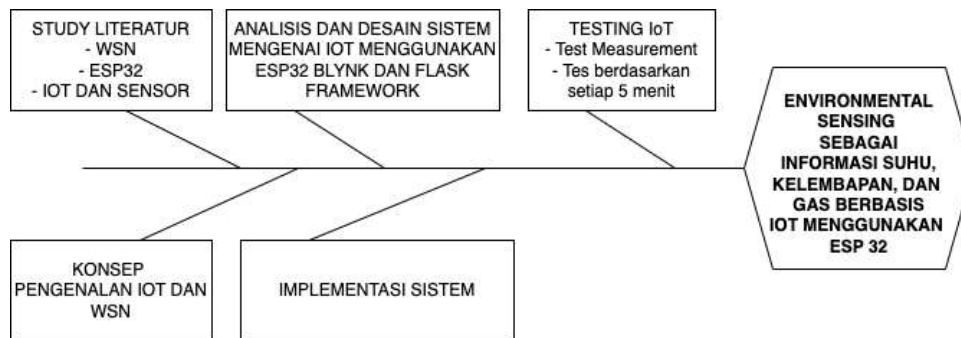 STUDY LITERATUR
- WSN
- ESP32
- IOT DAN SENSOR
ANALISIS DAN DESAIN SISTEM
MENGENAI IOT MENGGUNAKAN
ESP32 BLYNK DAN FLASK
FRAMEWORK
TESTING IoT
- Test Measurement
- Tes berdasarkan
setiap 5 menit
ENVIRONMENTAL
SENSING
SEBAGAI
INFORMASI SUHU,
KELEMBAPAN, DAN
GAS BERBASIS
IOT MENGGUNAKAN
ESP 32
KONSEP
PENGENALAN IOT DAN
WSN
IMPLEMENTASI SISTEM